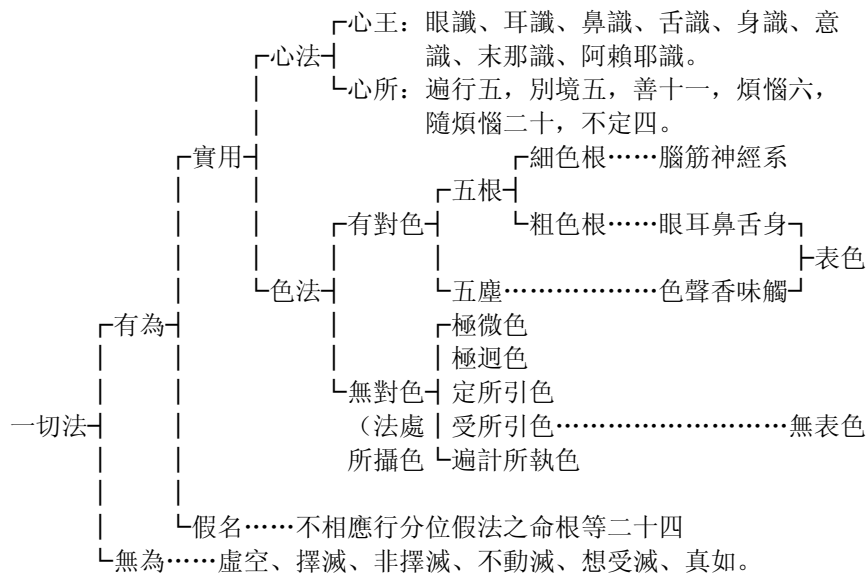 ┌心王：眼讖、耳讖、鼻識、舌識、身識、意
┌心法┤ 識、末那識、阿賴耶識。
│ └心所：遍行五，別境五，善十一，煩惱六，
│ 隨煩惱二十，不定四。
┌實用┤ ┌細色根……腦筋神經系
│ │ ┌五根┤
│ │ ┌有對色┤ └粗色根……眼耳鼻舌身┐
│ │ │ │ ├表色
│ └色法┤ └五塵………………色聲香味觸┘
┌有為┤ │ ┌極微色
│ │ │ │極迥色
│ │ └無對色┤定所引色
一切法┤ │ （法處│受所引色………………………無表色
│ │ 所攝色└遍計所執色
│ └假名……不相應行分位假法之命根等二十四
└無為……虛空、擇滅、非擇滅、不動滅、想受滅、真如。